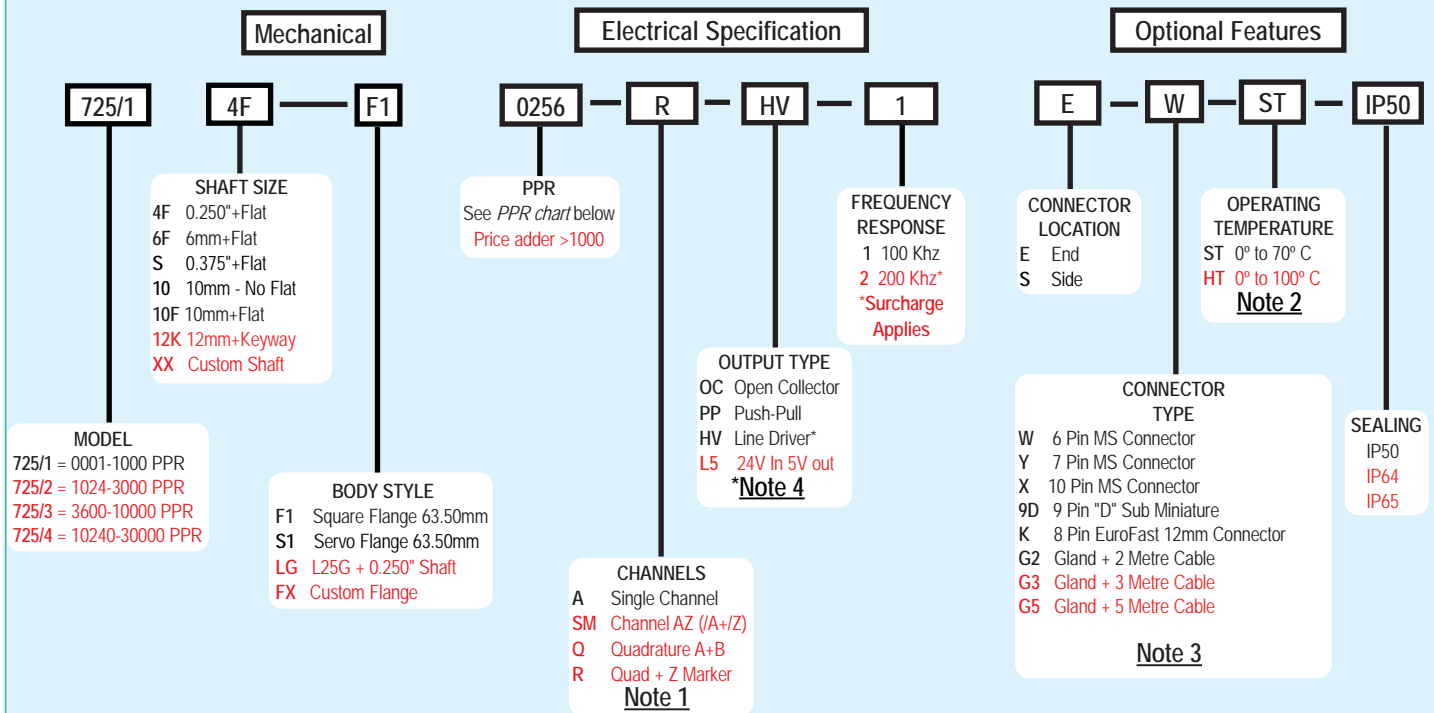 Mechanical
Electrical Specification
Optional Features
725/1
4F
F1
0256
R
HV
1
E
W
ST
IP50
SHAFT SIZE
4F 0.250"+Flat
6F 6mm+Flat
S 0.375"+Flat
10 10mm - No Flat
10F 10mm+Flat
12K 12mm+Keyway
XX Custom Shaft
MODEL
725/1 = 0001-1000 PPR
725/2 = 1024-3000 PPR
725/3 = 3600-10000 PPR
725/4 = 10240-30000 PPR
BODY STYLE
F1 Square Flange 63.50mm
S1 Servo Flange 63.50mm
LG L25G + 0.250" Shaft
FX Custom Flange
PPR
See PPR chart below
Price adder >1000
CHANNELS
A Single Channel
SM Channel AZ (/A+/Z)
Q Quadrature A+B
R Quad + Z Marker
Note 1
OUTPUT TYPE
OC Open Collector
PP Push-Pull
HV Line Driver*
L5 24V In 5V out
*Note 4
FREQUENCY
RESPONSE
1 100 Khz
2 200 Khz*
*Surcharge
Applies
CONNECTOR
LOCATION
E End
S Side
CONNECTOR
TYPE
W 6 Pin MS Connector
Y 7 Pin MS Connector
X 10 Pin MS Connector
9D 9 Pin "D" Sub Miniature
K 8 Pin EuroFast 12mm Connector
G2 Gland + 2 Metre Cable
G3 Gland + 3 Metre Cable
G5 Gland + 5 Metre Cable
Note 3
OPERATING
TEMPERATURE
ST 0º to 70º C
HT 0º to 100º C
Note 2
SEALING
IP50
IP64
IP65